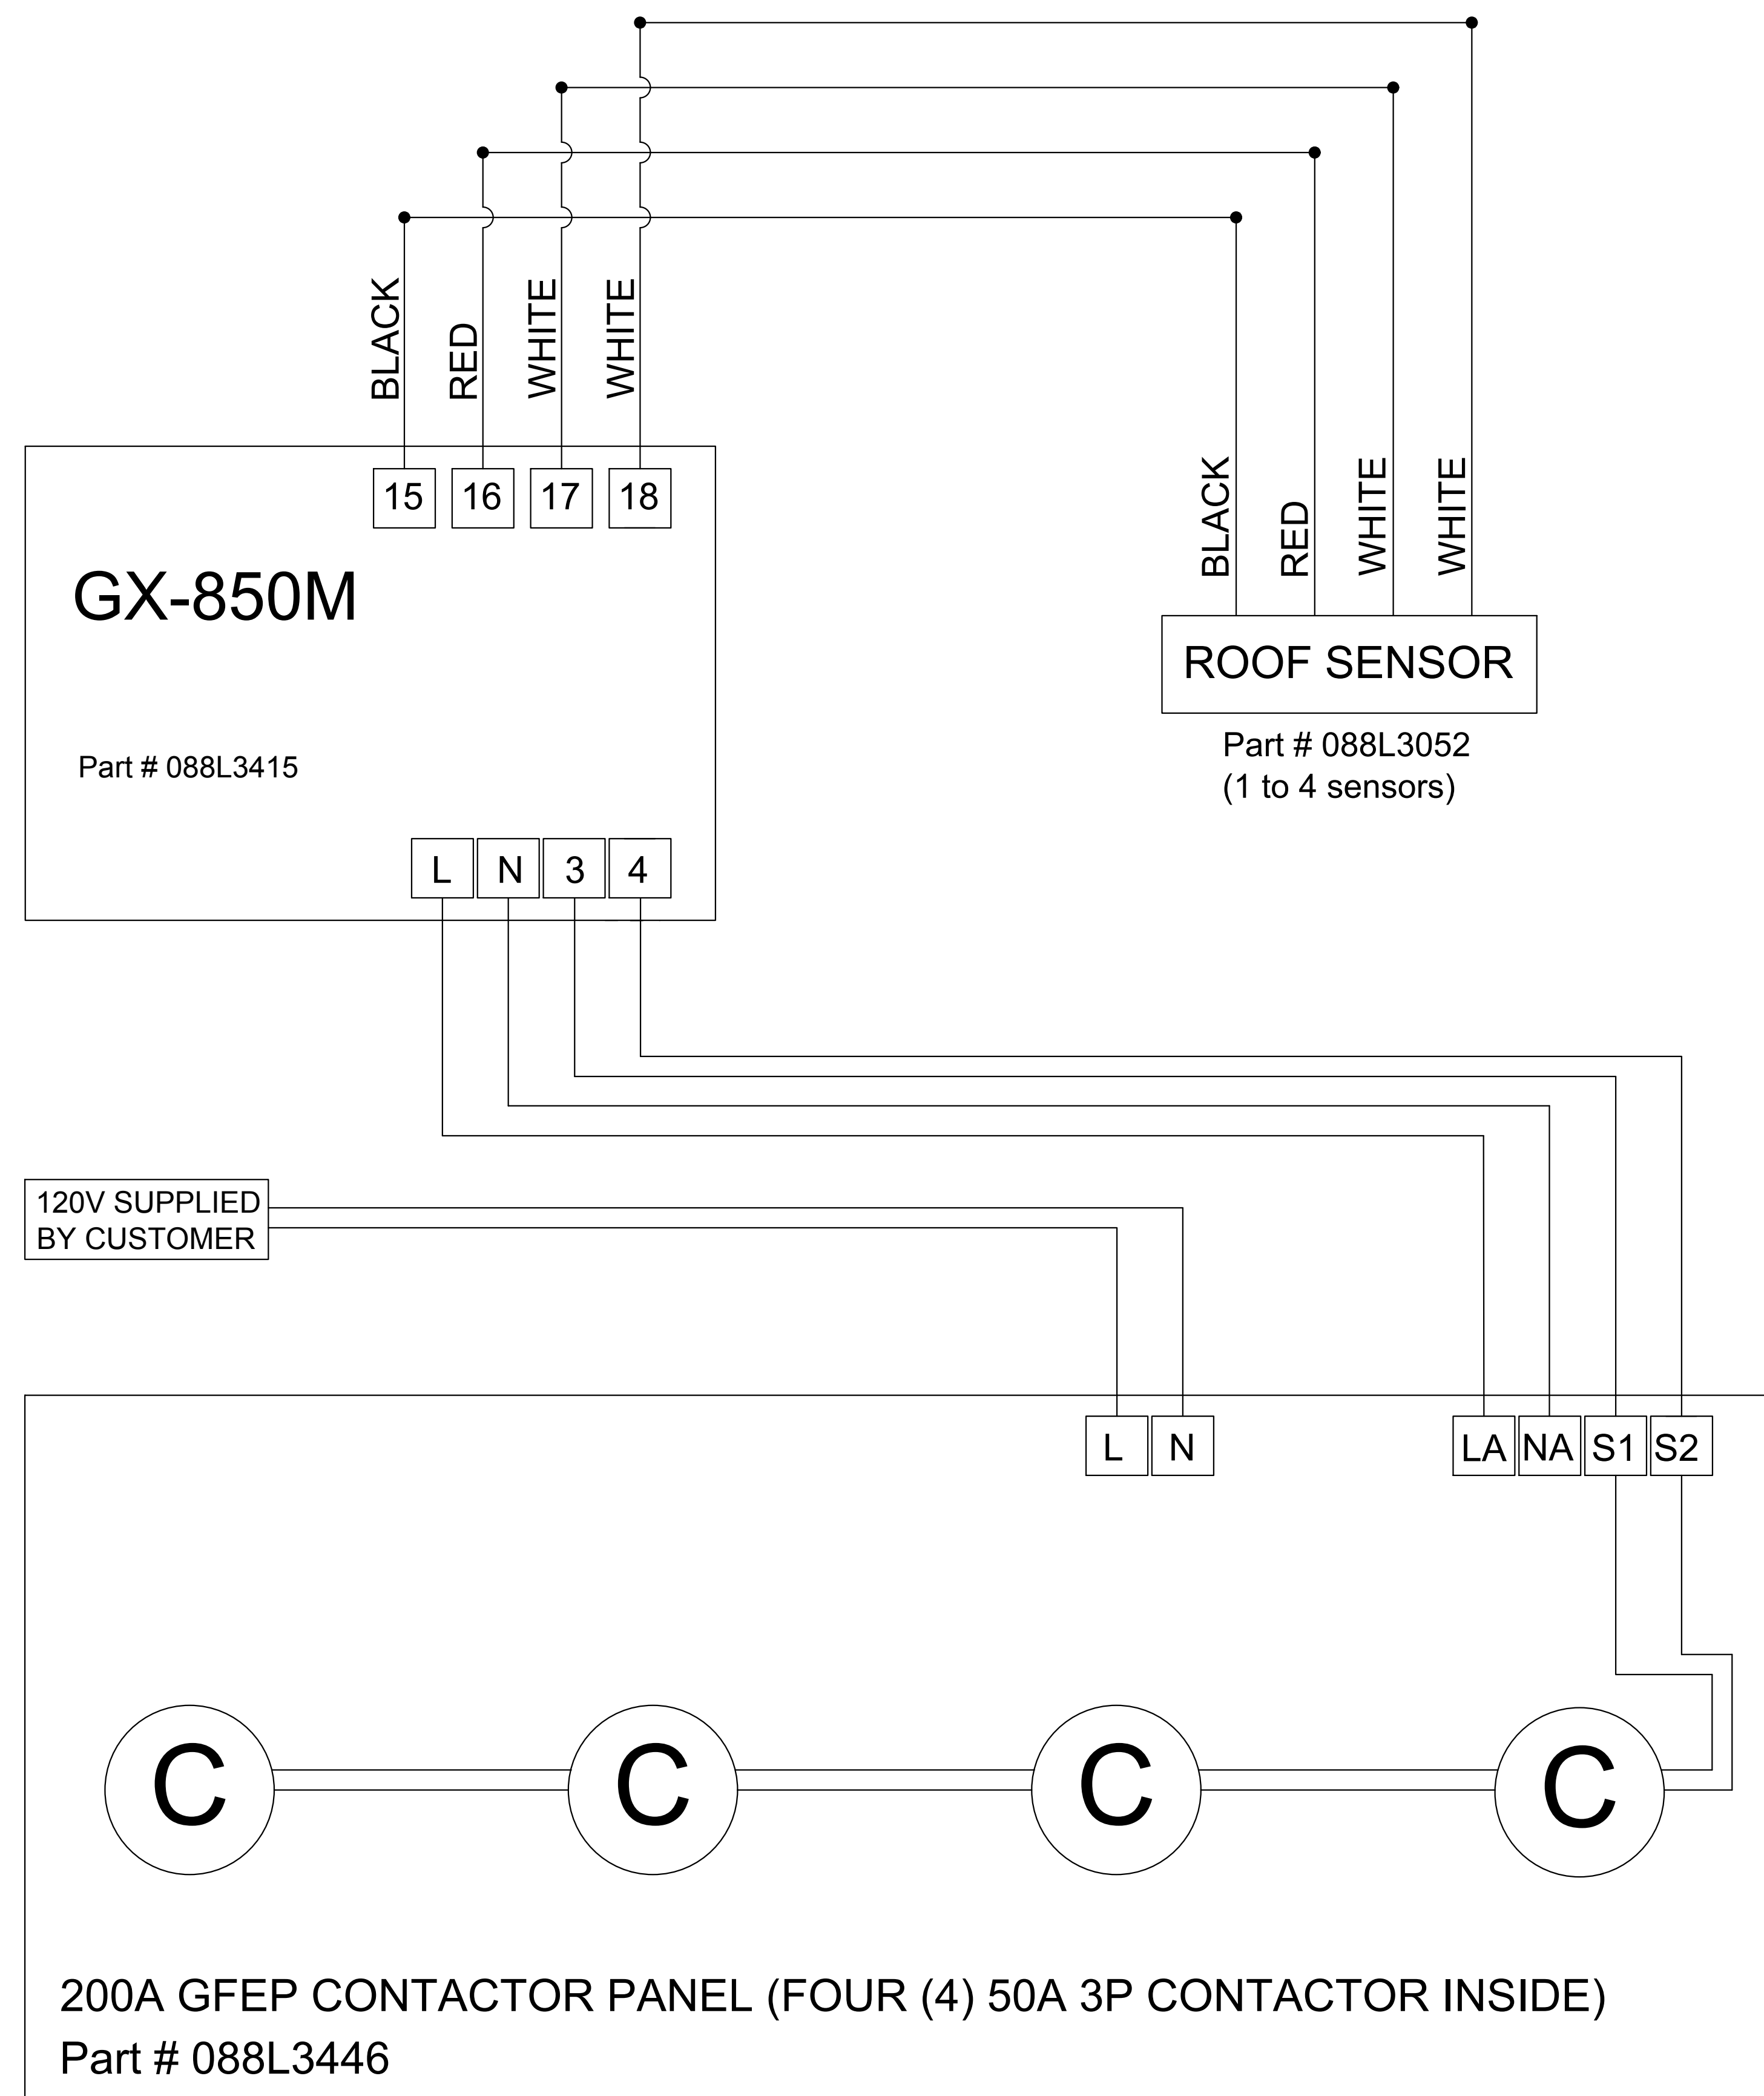 BLACK
RED
WHITE
WHITE
15
16
17
18
GX-850M
Part # 088L3415
BLACK
RED
WHITE
WHITE
ROOF SENSOR
Part # 088L3052
(1 to 4 sensors)
L
N
3
4
120V SUPPLIED
BY CUSTOMER
L
N
LA
NA
S1
S2
C
C
C
C
200A GFEP CONTACTOR PANEL (FOUR (4) 50A 3P CONTACTOR INSIDE)
Part # 088L3446